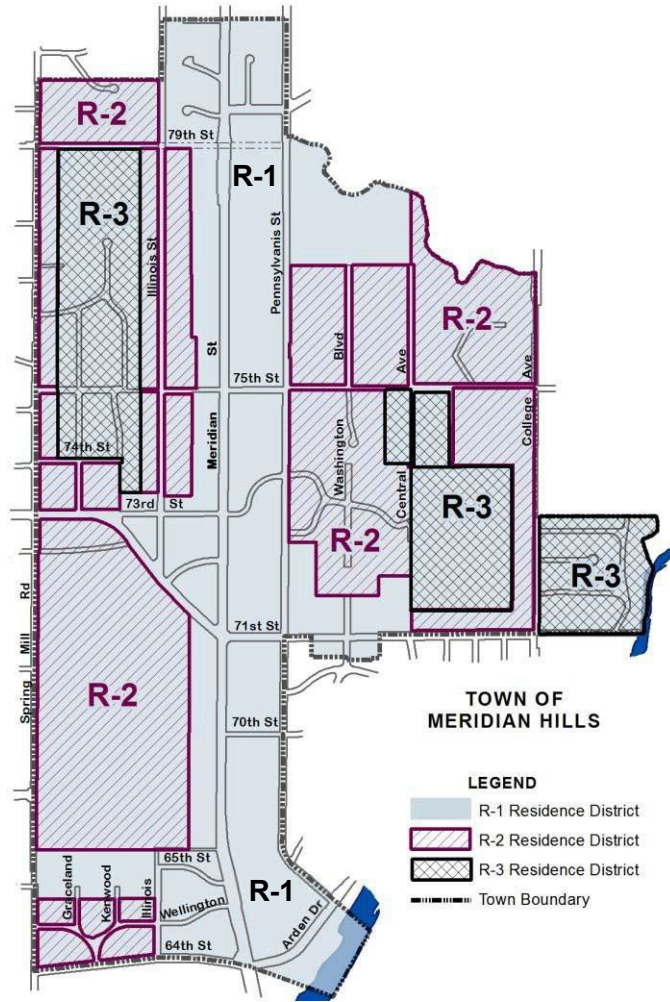 R-2
79th St
R-1
R-3
Illinois St
Pennsylvanis St
R-2
St
Blvd
Ave
Ave
75th St
Meridian
College
74th St
Washington
Central
73rd St
R-3
R-2
R-3
Rd
71st St
Mill
R-2
Spring
70th St
TOWN OF
MERIDIAN HILLS
LEGEND
R-1 Residence District
R-2 Residence District
R-3 Residence District
Town Boundary
65th St
Graceland
Kenwood
Illinois
Wellington
R-1
Arden Dr
64th St